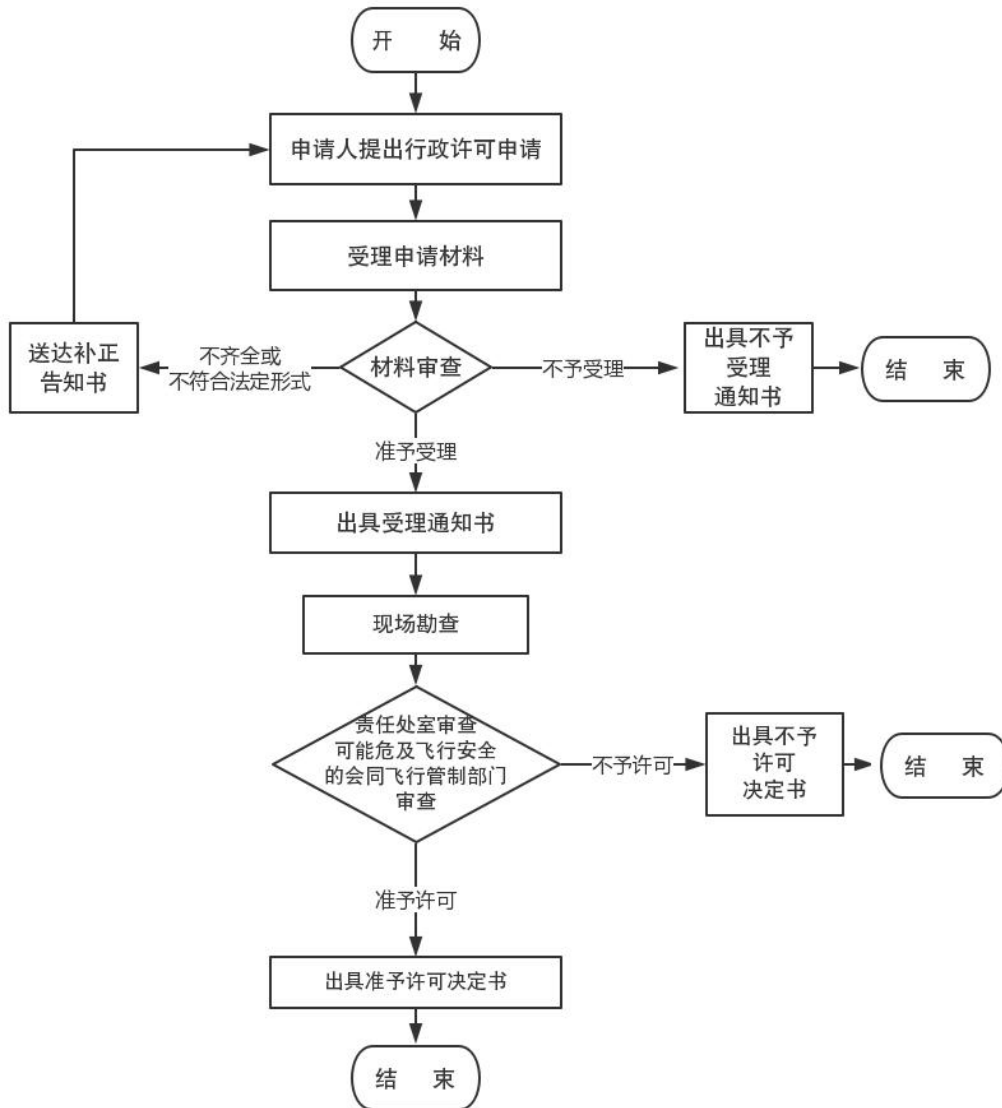 开 始
申请人提出行政许可申请
受理申请材料
送达补正
告知书
不齐全或
不符合法定形式
材料审查
不予受理
出具不予
受理
通知书
结 束
准予受理
出具受理通知书
现场勘查
责任处室审查
可能危及飞行安全
的会同飞行管制部门
审查
不予许可
出具不予
许可
决定书
结 束
准予许可
出具准予许可决定书
结 束